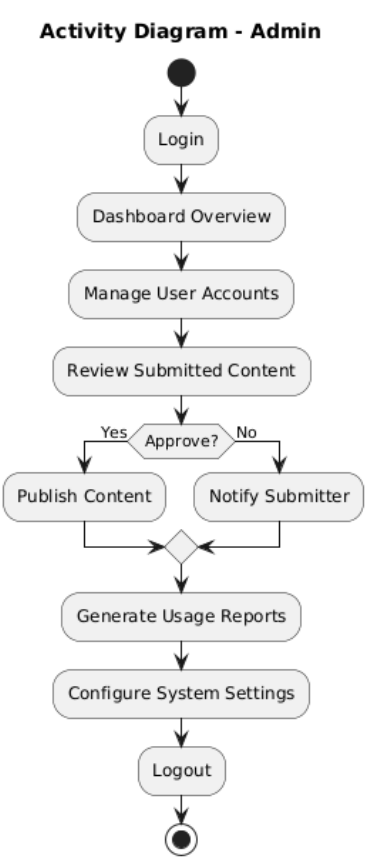 Activity Diagram - Admin
Login
Dashboard Overview
Manage User Accounts
Review Submitted Content
Yes
Approve?
No
Publish Content
Notify Submitter
Generate Usage Reports
Configure System Settings
Logout